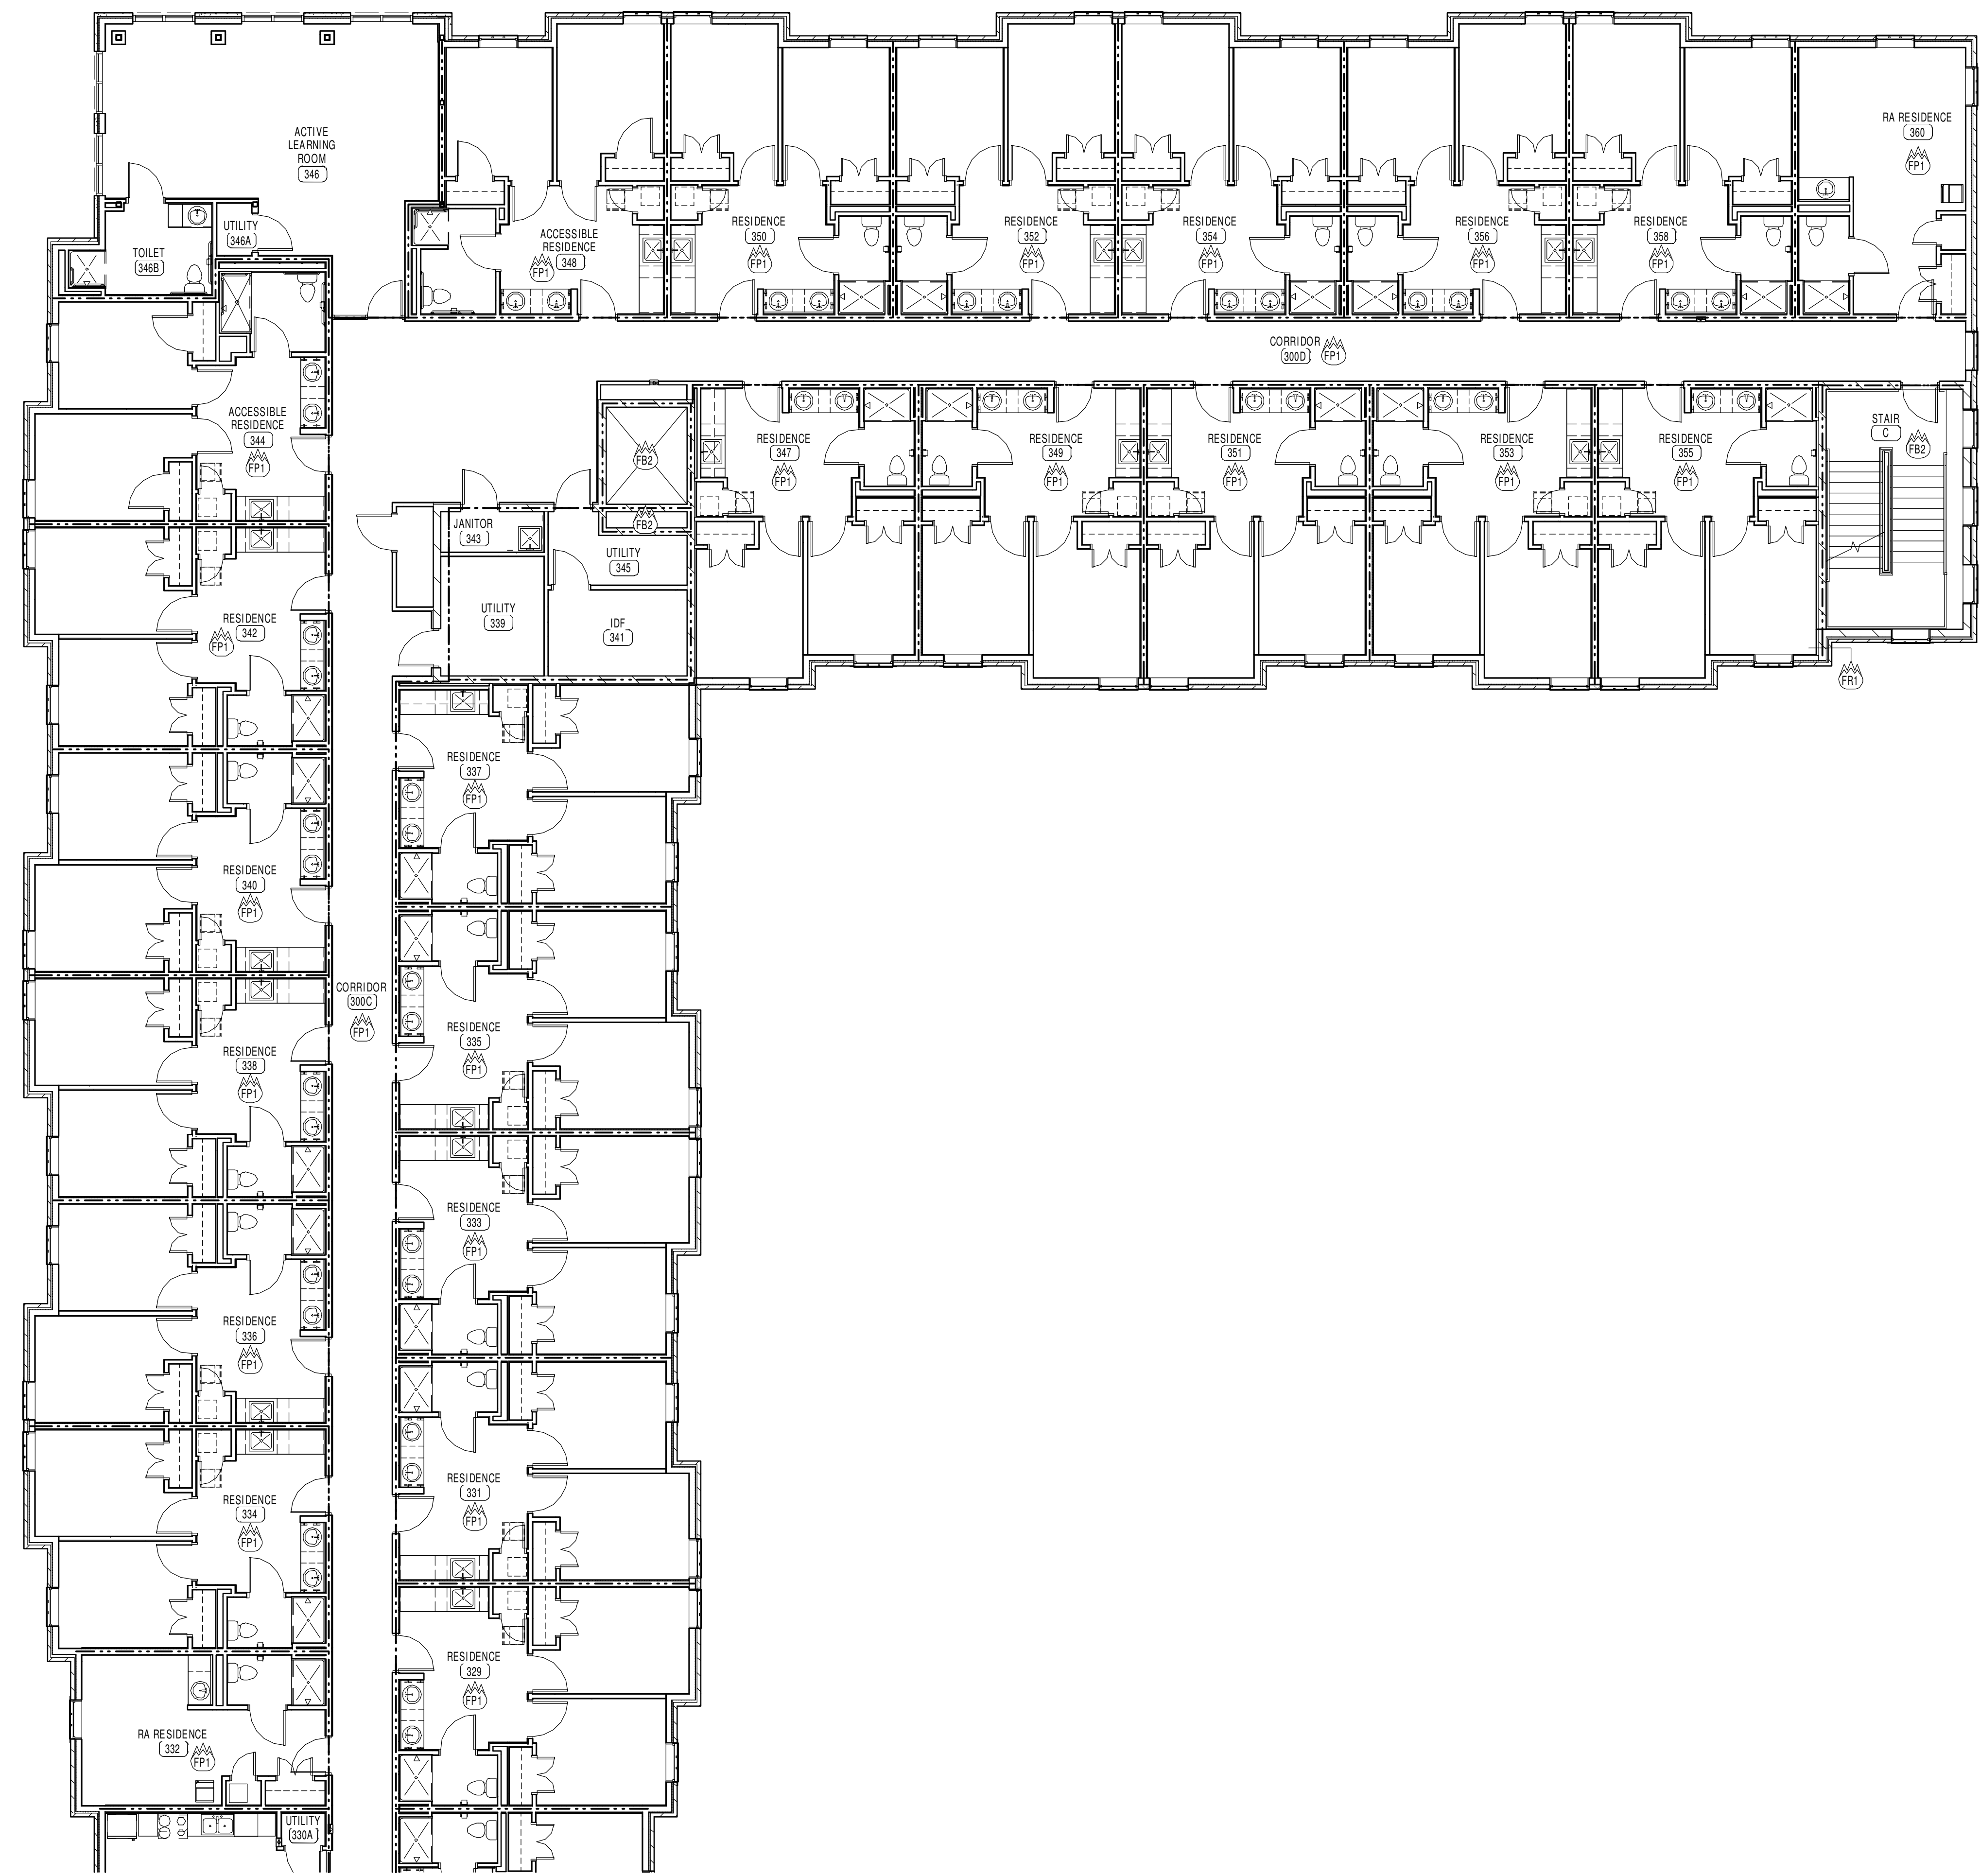 ACTIVE
LEARNING
ROOM
346
UTILITY
346A
TOILET
346B
ACCESSIBLE
RESIDENCE
348
FP1
RESIDENCE
350
FP1
RESIDENCE
352
FP1
RESIDENCE
354
FP1
RESIDENCE
356
FP1
RESIDENCE
358
FP1
RA RESIDENCE
360
FP1
CORRIDOR
300D
FP1
ACCESSIBLE
RESIDENCE
344
FP1
FB2
FB2
RESIDENCE
347
FP1
RESIDENCE
349
FP1
RESIDENCE
351
FP1
RESIDENCE
353
FP1
RESIDENCE
355
FP1
STAIR
C
FB2
FR1
JANITOR
343
UTILITY
345
UTILITY
339
IDF
341
RESIDENCE
342
FP1
RESIDENCE
337
FP1
RESIDENCE
340
FP1
CORRIDOR
300C
FP1
RESIDENCE
335
FP1
RESIDENCE
338
FP1
RESIDENCE
333
FP1
RESIDENCE
336
FP1
RESIDENCE
331
FP1
RESIDENCE
334
FP1
RESIDENCE
329
FP1
RA RESIDENCE
332
FP1
UTILITY
330A